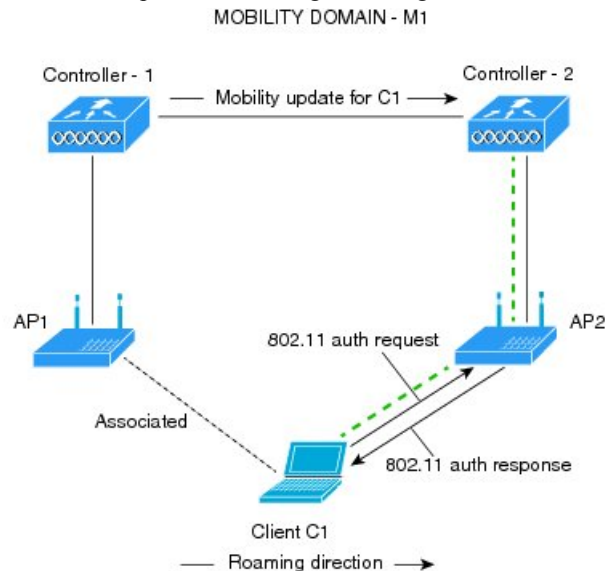 MOBILITY DOMAIN - M1
Controller - 1
Controller - 2
Mobility update for C1
AP1
AP2
802.11 auth request
Associated
802.11 auth response
Client C1
Roaming direction